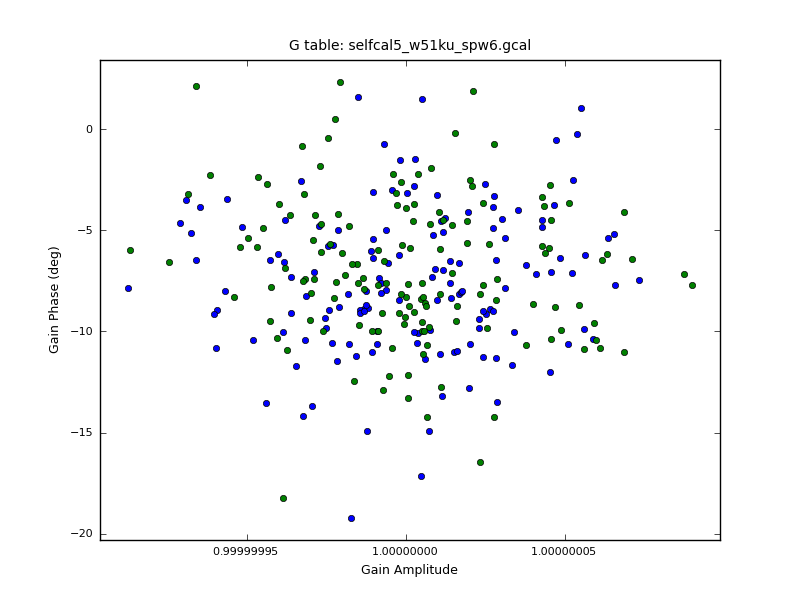 G table: selfcal5_w51ku_spw6.gcal
0
−5
−10
−15
−20
Gain Phase (deg)
0.99999995
1.00000000
1.00000005
Gain Amplitude